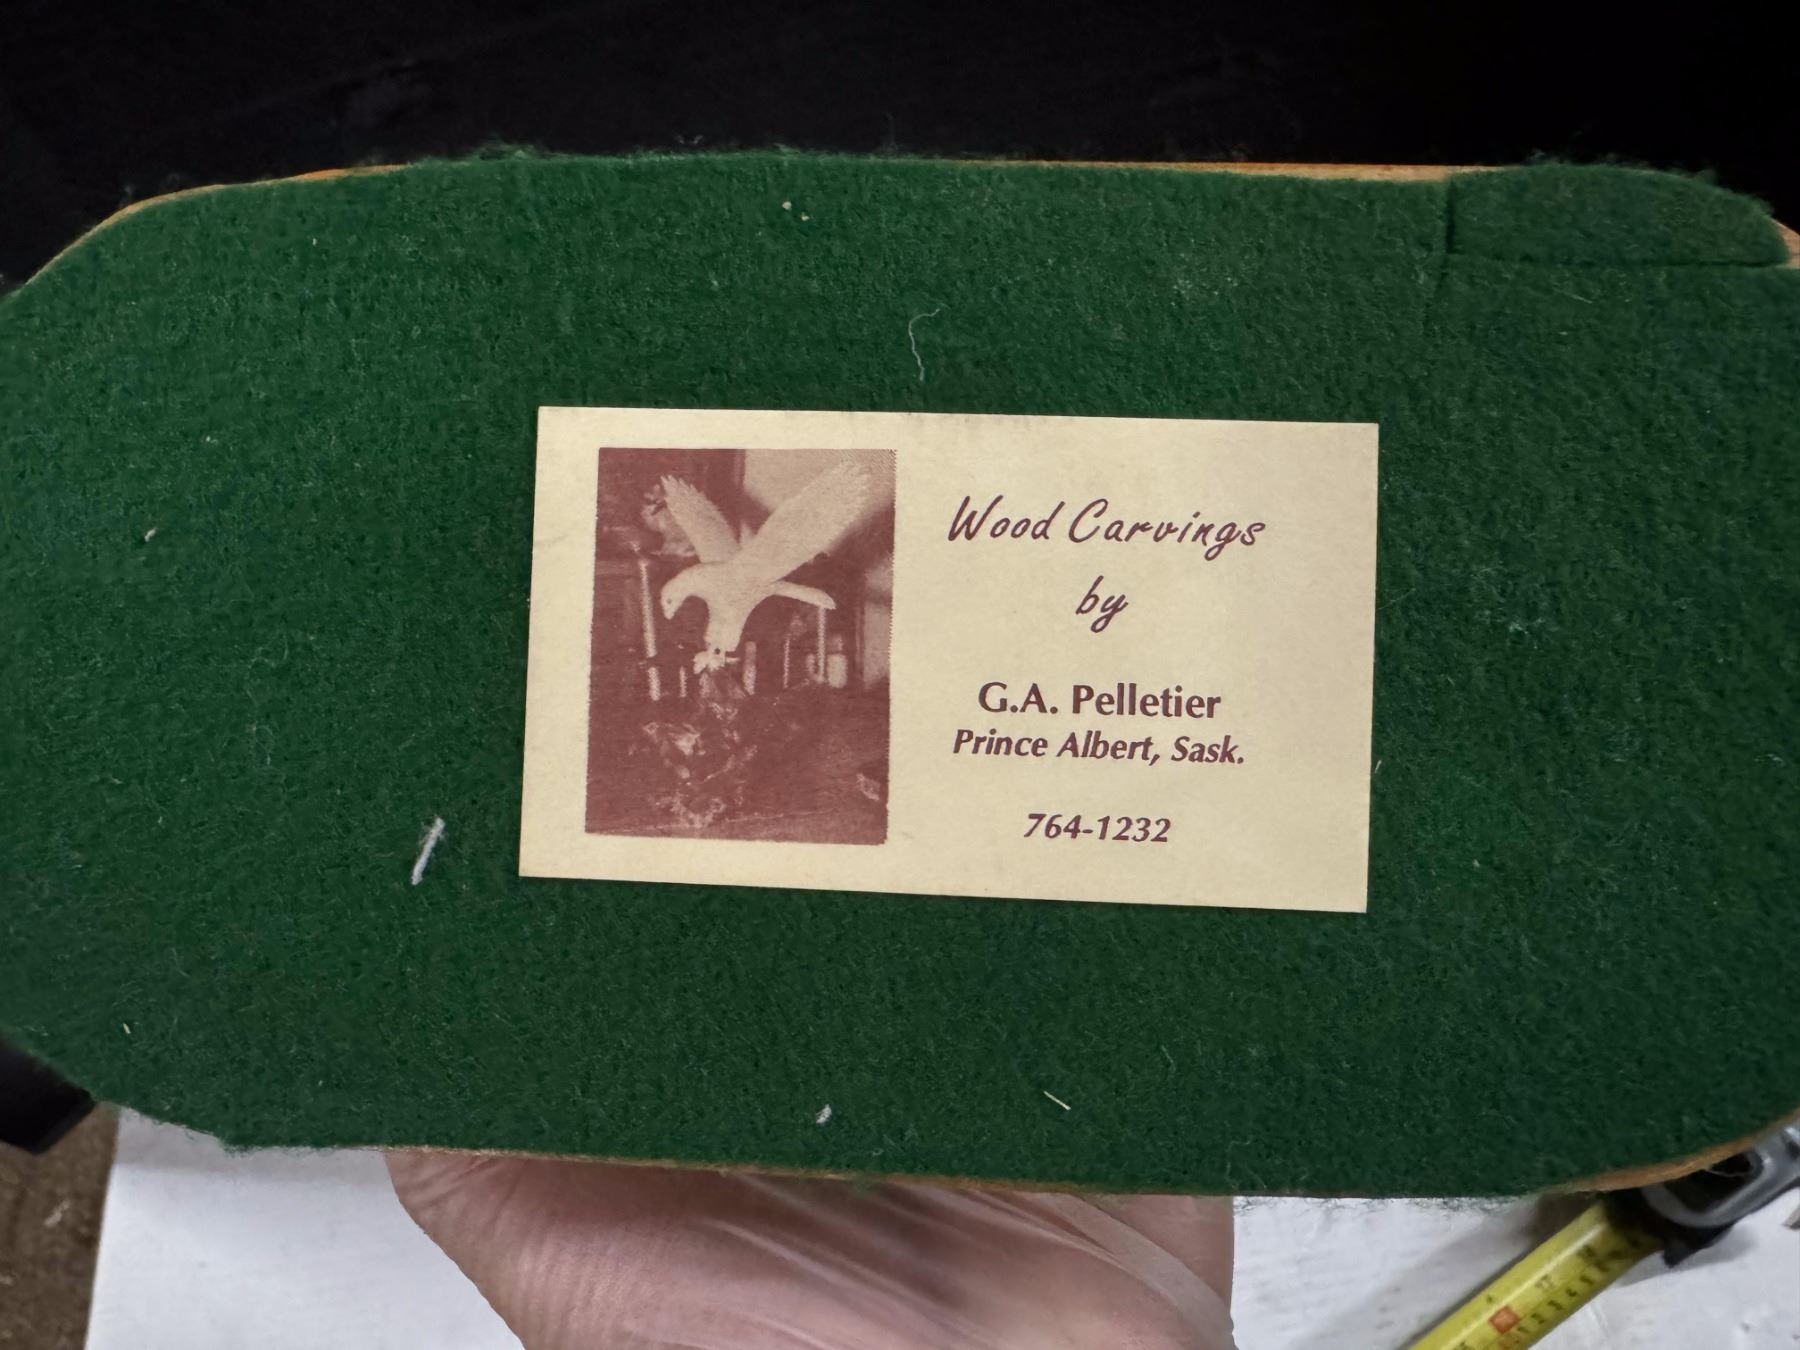 Wood Carvings
by
G.A. Pelletier
Prince Albert, Sask.
764-1232